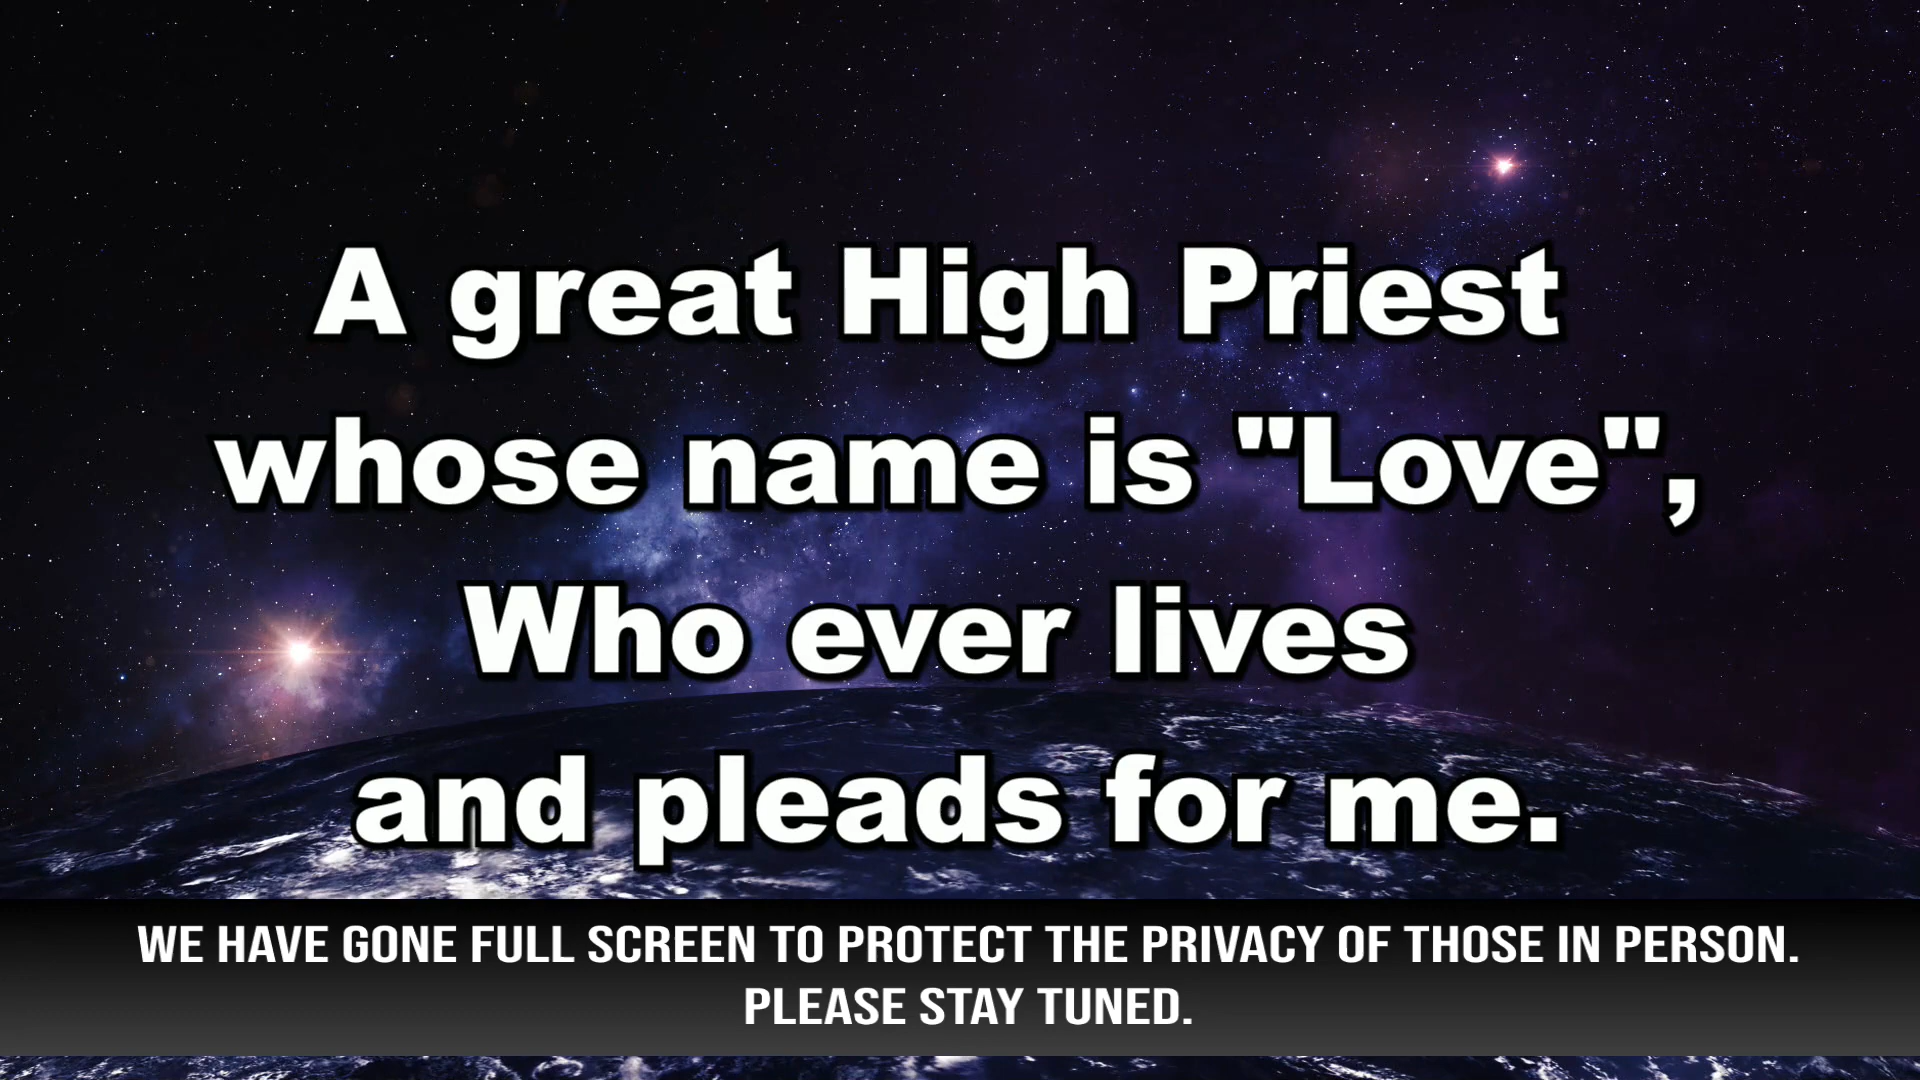 A great High Priest
whose name is "Love",
Who ever lives
and pleads for me.
WE HAVE GONE FULL SCREEN TO PROTECT THE PRIVACY OF THOSE IN PERSON.
PLEASE STAY TUNED.